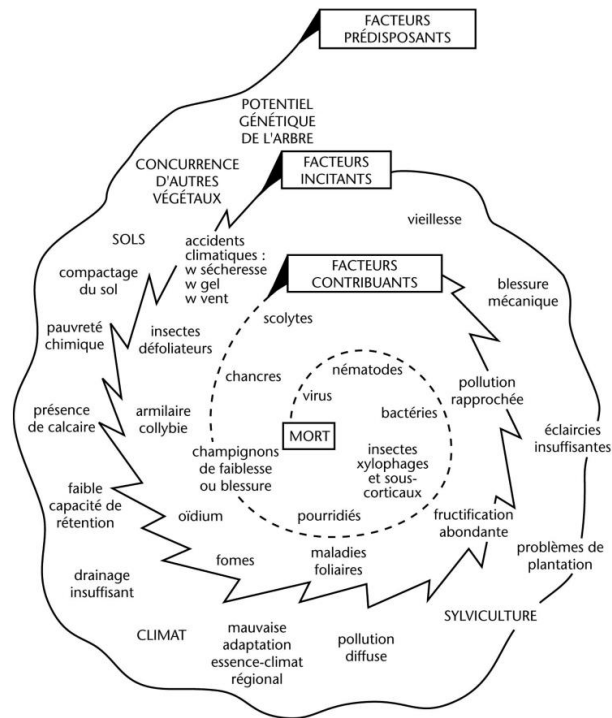 FACTEURS
PRÉDISPOSANTS
POTENTIEL
GÉNÉTIQUE
DE L'ARBRE
CONCURRENCE
D'AUTRES
VÉGÉTAUX
SOLS
compactage
du sol
pauvreté
chimique
présence
de calcaire
faible
capacité de
rétention
drainage
insuffisant
CLIMAT
mauvaise
adaptation
essence-climat
régional
pollution
diffuse
SYLVICULTURE
problèmes de
plantation
éclaircies
insuffisantes
blessure
mécanique
vieillesse
FACTEURS
INCITANTS
accidents
climatiques :
w sécheresse
w gel
w vent
insectes
défoliateurs
armilaire
collybie
oïdium
fomes
maladies
foliaires
fructification
abondante
pollution
rapprochée
FACTEURS
CONTRIBUANTS
scolytes
chancres
champignons
de faiblesse
ou blessure
pourridiés
insectes
xylophages
et sous-
corticaux
bactéries
nématodes
virus
MORT